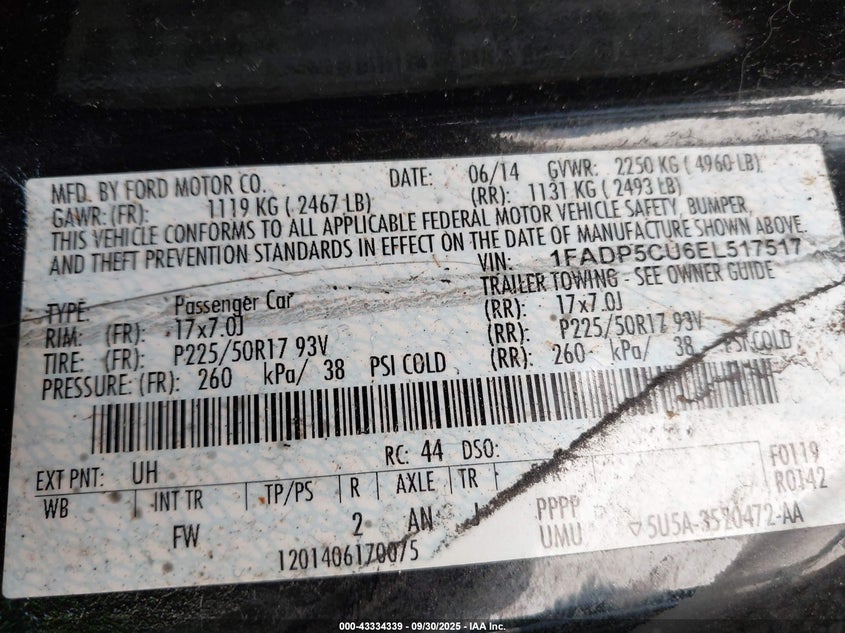 MFD. BY FORD MOTOR CO. DATE: 06/14 GVWR: 2250 KG ( 4960 LB)
GAWR: (FR): 1119 KG ( 2467 LB) (RR): 1131 KG ( 2493 LB)
THIS VEHICLE CONFORMS TO ALL APPLICABLE FEDERAL MOTOR VEHICLE SAFETY, BUMPER,
AND THEFT PREVENTION STANDARDS IN EFFECT ON THE DATE OF MANUFACTURE SHOWN ABOVE.
VIN: 1FADP5CU6EL517517
TYPE: Passenger Car TRAILER TOWING - SEE OWNER GUIDE
RIM: (FR): 17x7.0J (RR): 17x7.0J
TIRE: (FR): P225/50R17 93V (RR): P225/50R17 93V
PRESSURE: (FR): 260 kPa/ 38 PSI COLD (RR): 260 kPa/ 38 PSI COLD
EXT PNT: UH RC: 44 DSO: F0119
WB INT TR TP/PS R AXLE TR R0142
FW 2 AN J PPPP
UMU
12014061700/5 5U5A-3520472-AA
000-43334339 — 09/30/2025 — IAA Inc.